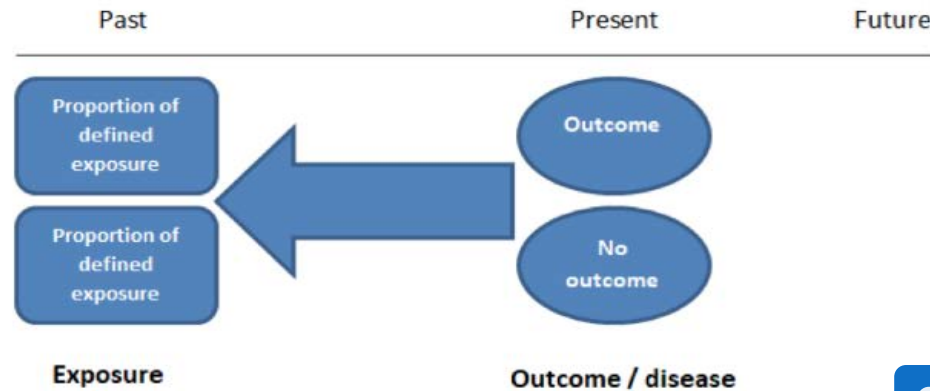 Past Present Future
Proportion of
defined
exposure
Outcome
Proportion of
defined
exposure
No
outcome
Exposure
Outcome / disease